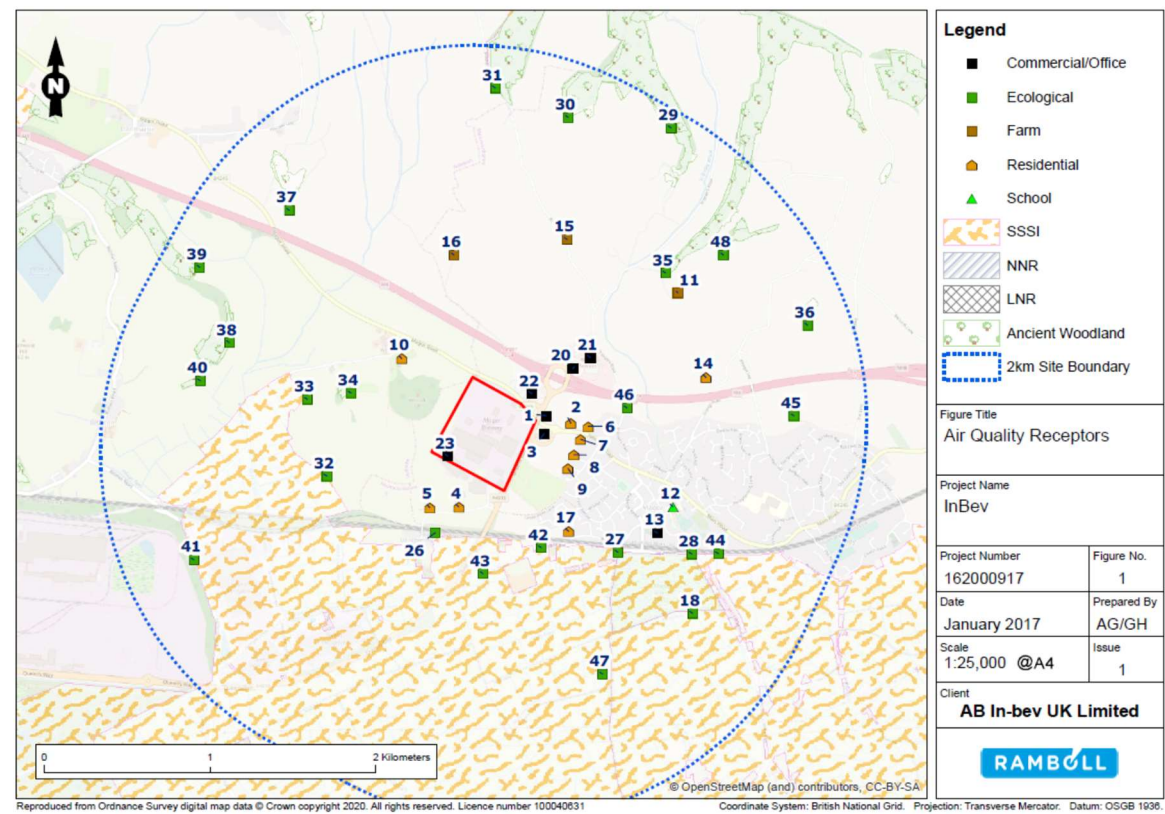 N
31
30
29
37
15
16
48
39
35
11
36
38
10
21
20
14
40
33
34
22
46
45
1
2
6
3
7
23
8
32
9
5
4
12
17
13
26
42
27
28
44
41
43
18
47
0
1
2 Kilometers
© OpenStreetMap (and) contributors, CC-BY-SA
Legend
Commercial/Office
Ecological
Farm
Residential
School
SSSI
NNR
LNR
Ancient Woodland
2km Site Boundary
Figure Title
Air Quality Receptors
Project Name
InBev
Project Number
162000917
Figure No.
1
Date
January 2017
Prepared By
AG/GH
Scale
1:25,000 @A4
Issue
1
Client
AB In-bev UK Limited
RAMBOLL
Reproduced from Ordnance Survey digital map data © Crown copyright 2020. All rights reserved. Licence number 100040631
Coordinate System: British National Grid. Projection: Transverse Mercator. Datum: OSGB 1936.